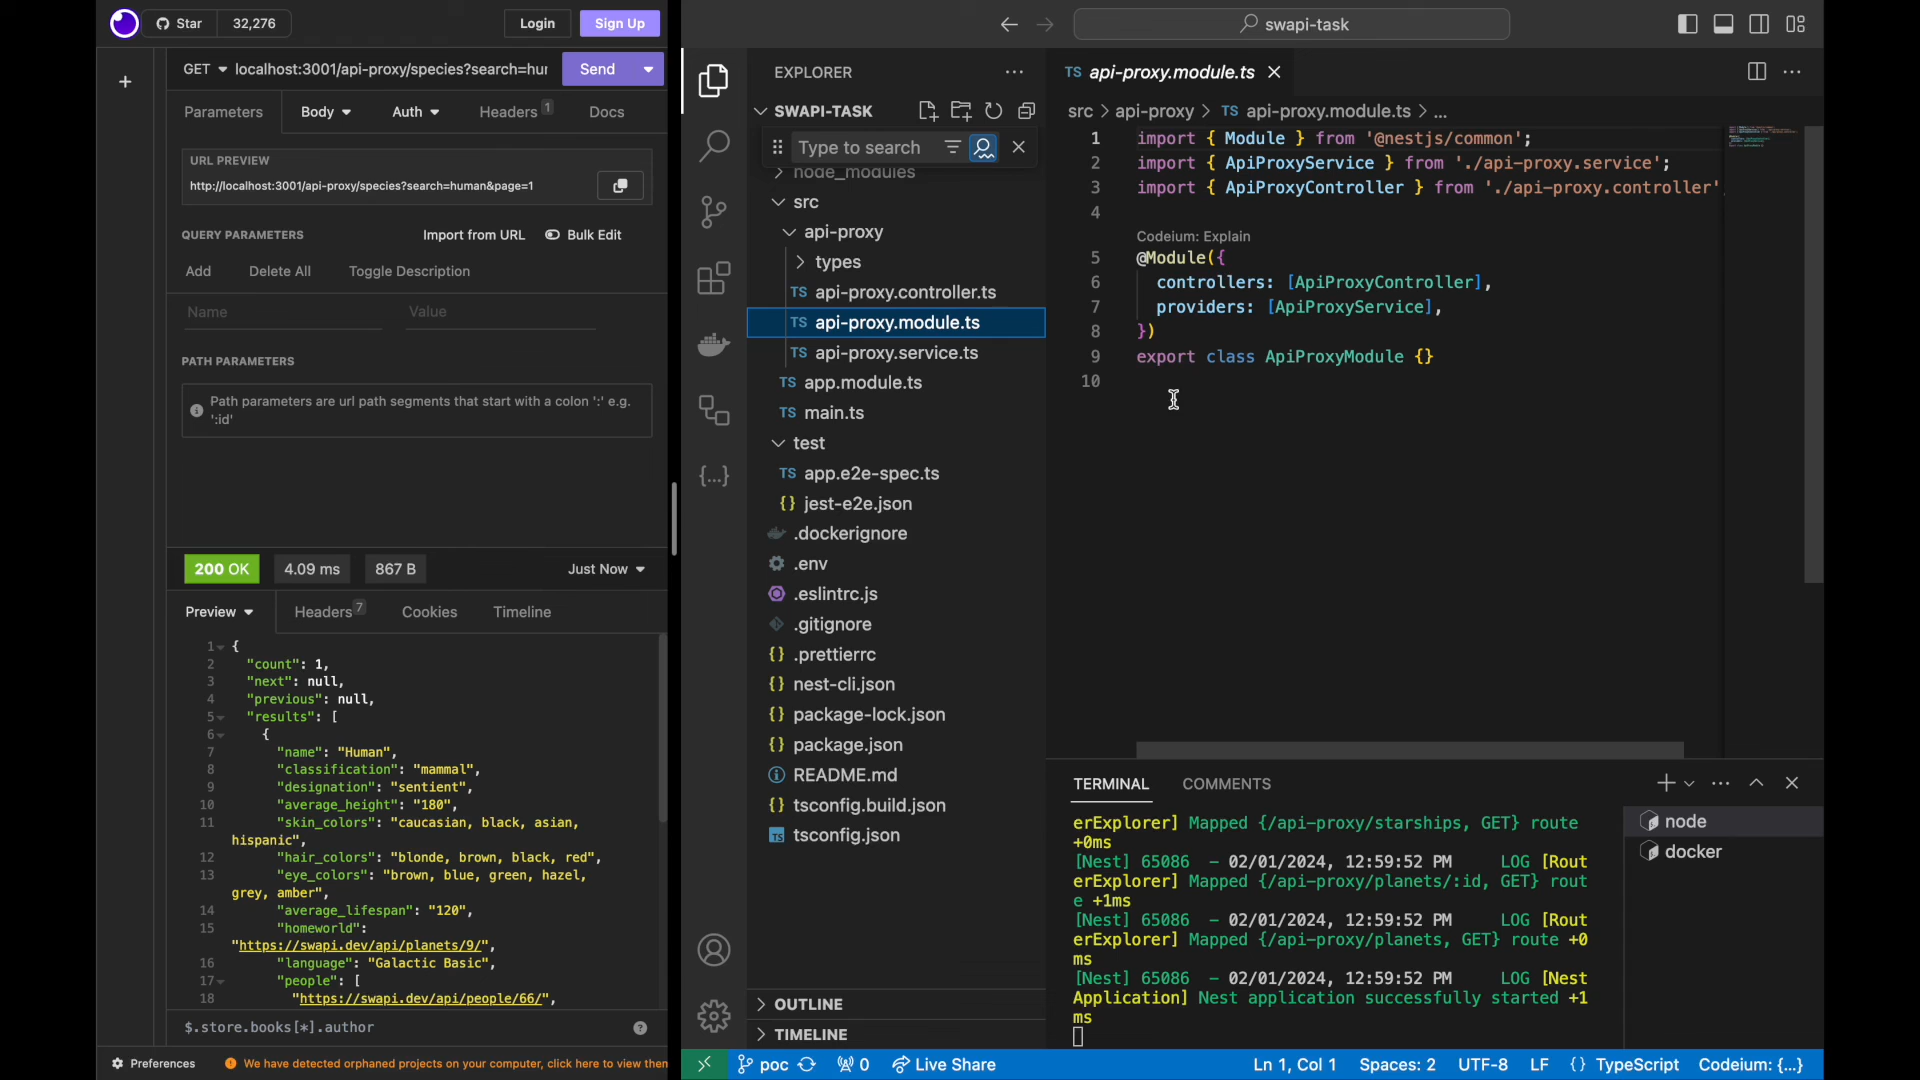 Star 32,276 Login Sign Up
GET localhost:3001/api-proxy/species?search=hu Send
Parameters Body Auth Headers 1 Docs
URL PREVIEW
http://localhost:3001/api-proxy/species?search=human&page=1
QUERY PARAMETERS Import from URL Bulk Edit
Add Delete All Toggle Description
Name Value
PATH PARAMETERS
Path parameters are url path segments that start with a colon ':' e.g.
':id'
200 OK 4.09 ms 867 B Just Now
Preview Headers 7 Cookies Timeline
1 {
2 "count": 1,
3 "next": null,
4 "previous": null,
5 "results": [
6 {
7 "name": "Human",
8 "classification": "mammal",
9 "designation": "sentient",
10 "average_height": "180",
11 "skin_colors": "caucasian, black, asian,
hispanic",
12 "hair_colors": "blonde, brown, black, red",
13 "eye_colors": "brown, blue, green, hazel,
grey, amber",
14 "average_lifespan": "120",
15 "homeworld":
"https://swapi.dev/api/planets/9/",
16 "language": "Galactic Basic",
17 "people": [
18 "https://swapi.dev/api/people/66/",
$.store.books[*].author
Preferences We have detected orphaned projects on your computer, click here to view then
swapi-task
EXPLORER
SWAPI-TASK
Type to search
node_modules
src
api-proxy
types
TS api-proxy.controller.ts
TS api-proxy.module.ts
TS api-proxy.service.ts
TS app.module.ts
TS main.ts
test
TS app.e2e-spec.ts
{} jest-e2e.json
.dockerignore
.env
.eslintrc.js
.gitignore
{} .prettierrc
{} nest-cli.json
{} package-lock.json
{} package.json
README.md
{} tsconfig.build.json
TS tsconfig.json
OUTLINE
TIMELINE
TS api-proxy.module.ts
src > api-proxy > TS api-proxy.module.ts > ...
1 import { Module } from '@nestjs/common';
2 import { ApiProxyService } from './api-proxy.service';
3 import { ApiProxyController } from './api-proxy.controller'
4
Codeium: Explain
5 @Module({
6 controllers: [ApiProxyController],
7 providers: [ApiProxyService],
8 })
9 export class ApiProxyModule {}
10
TERMINAL COMMENTS
erExplorer] Mapped {/api-proxy/starships, GET} route
+0ms
[Nest] 65086 - 02/01/2024, 12:59:52 PM LOG [Rout
erExplorer] Mapped {/api-proxy/planets/:id, GET} rout
e +1ms
[Nest] 65086 - 02/01/2024, 12:59:52 PM LOG [Rout
erExplorer] Mapped {/api-proxy/planets, GET} route +0
ms
[Nest] 65086 - 02/01/2024, 12:59:52 PM LOG [Nest
Application] Nest application successfully started +1
ms
node
docker
poc 0 Live Share Ln 1, Col 1 Spaces: 2 UTF-8 LF {} TypeScript Codeium: {...}